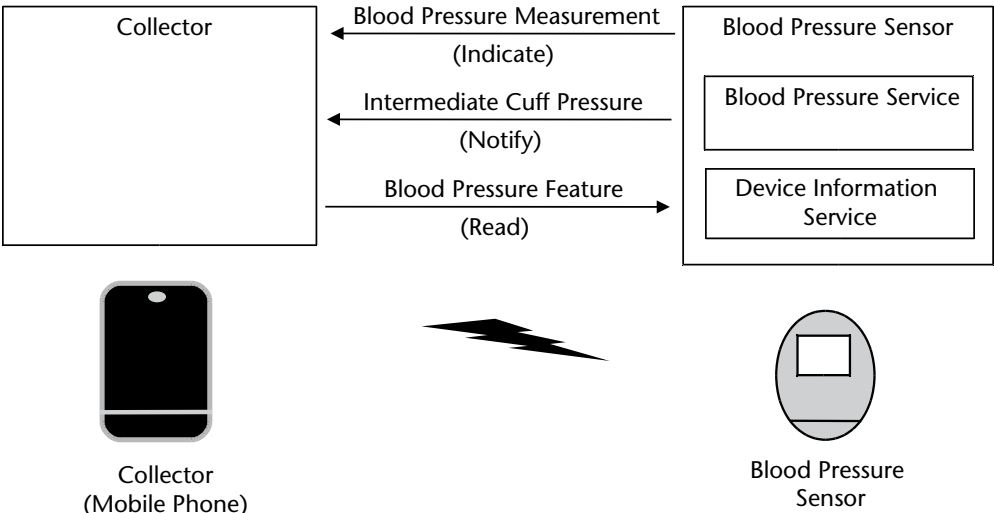 Collector
Blood Pressure Measurement
(Indicate)
Intermediate Cuff Pressure
(Notify)
Blood Pressure Feature
(Read)
Blood Pressure Sensor
Blood Pressure Service
Device Information
Service
Collector
(Mobile Phone)
Blood Pressure
Sensor